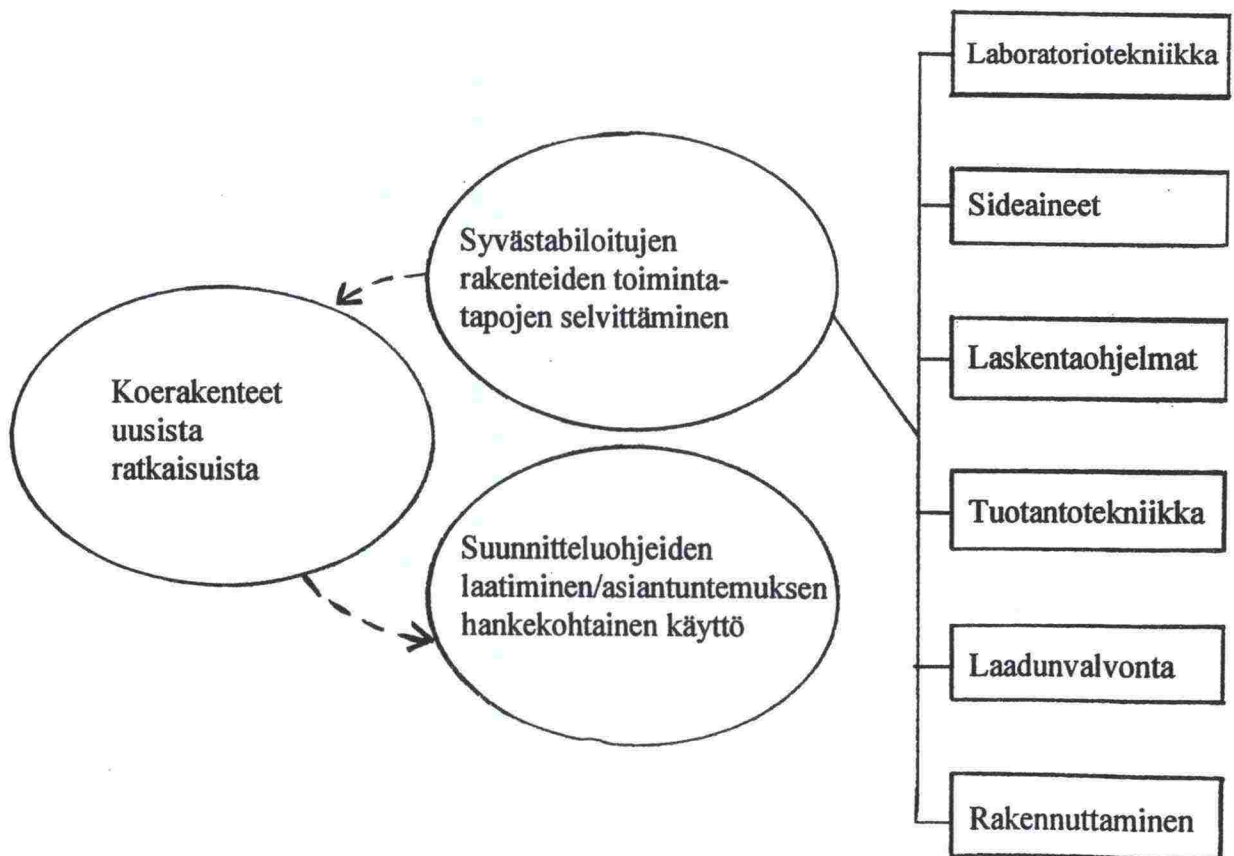 Koerakenteet
uusista
ratkaisuista
Syvästabiloitujen
rakenteiden toiminta-
tapojen selvittäminen
Suunnitteluohjeiden
laatiminen/asiantuntemuksen
hankekohtainen käyttö
Laboratoriotekniikka
Sideaineet
Laskentaohjelmat
Tuotantotekniikka
Laadunvalvonta
Rakennuttaminen